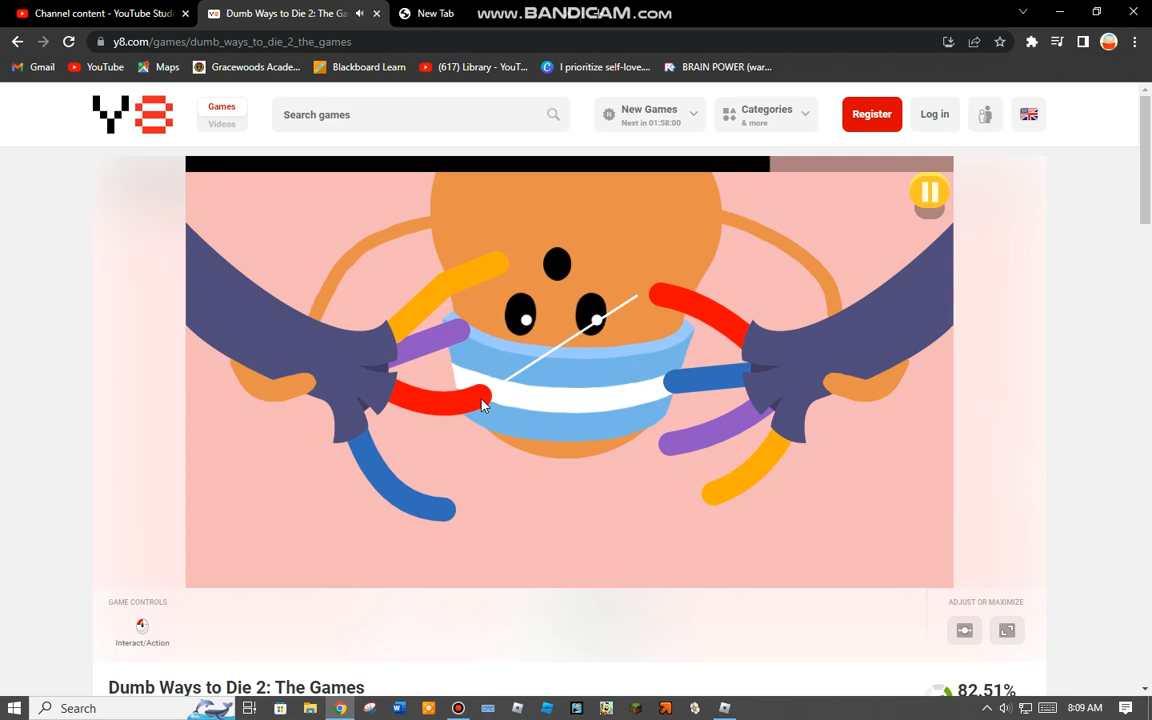 Channel content - YouTube Studi
Dumb Ways to Die 2: The Ga
New Tab
www.BANDICAM.com
y8.com/games/dumb_ways_to_die_2_the_games
Gmail
YouTube
Maps
Gracewoods Acade...
Blackboard Learn
(617) Library - YouT...
I prioritize self-love....
BRAIN POWER (war...
Y8
Games
Videos
Search games
New Games
Next in 01:58:00
Categories
& more
Register
Log in
GAME CONTROLS
ADJUST OR MAXIMIZE
Interact/Action
Dumb Ways to Die 2: The Games
82.51%
Search
8:09 AM